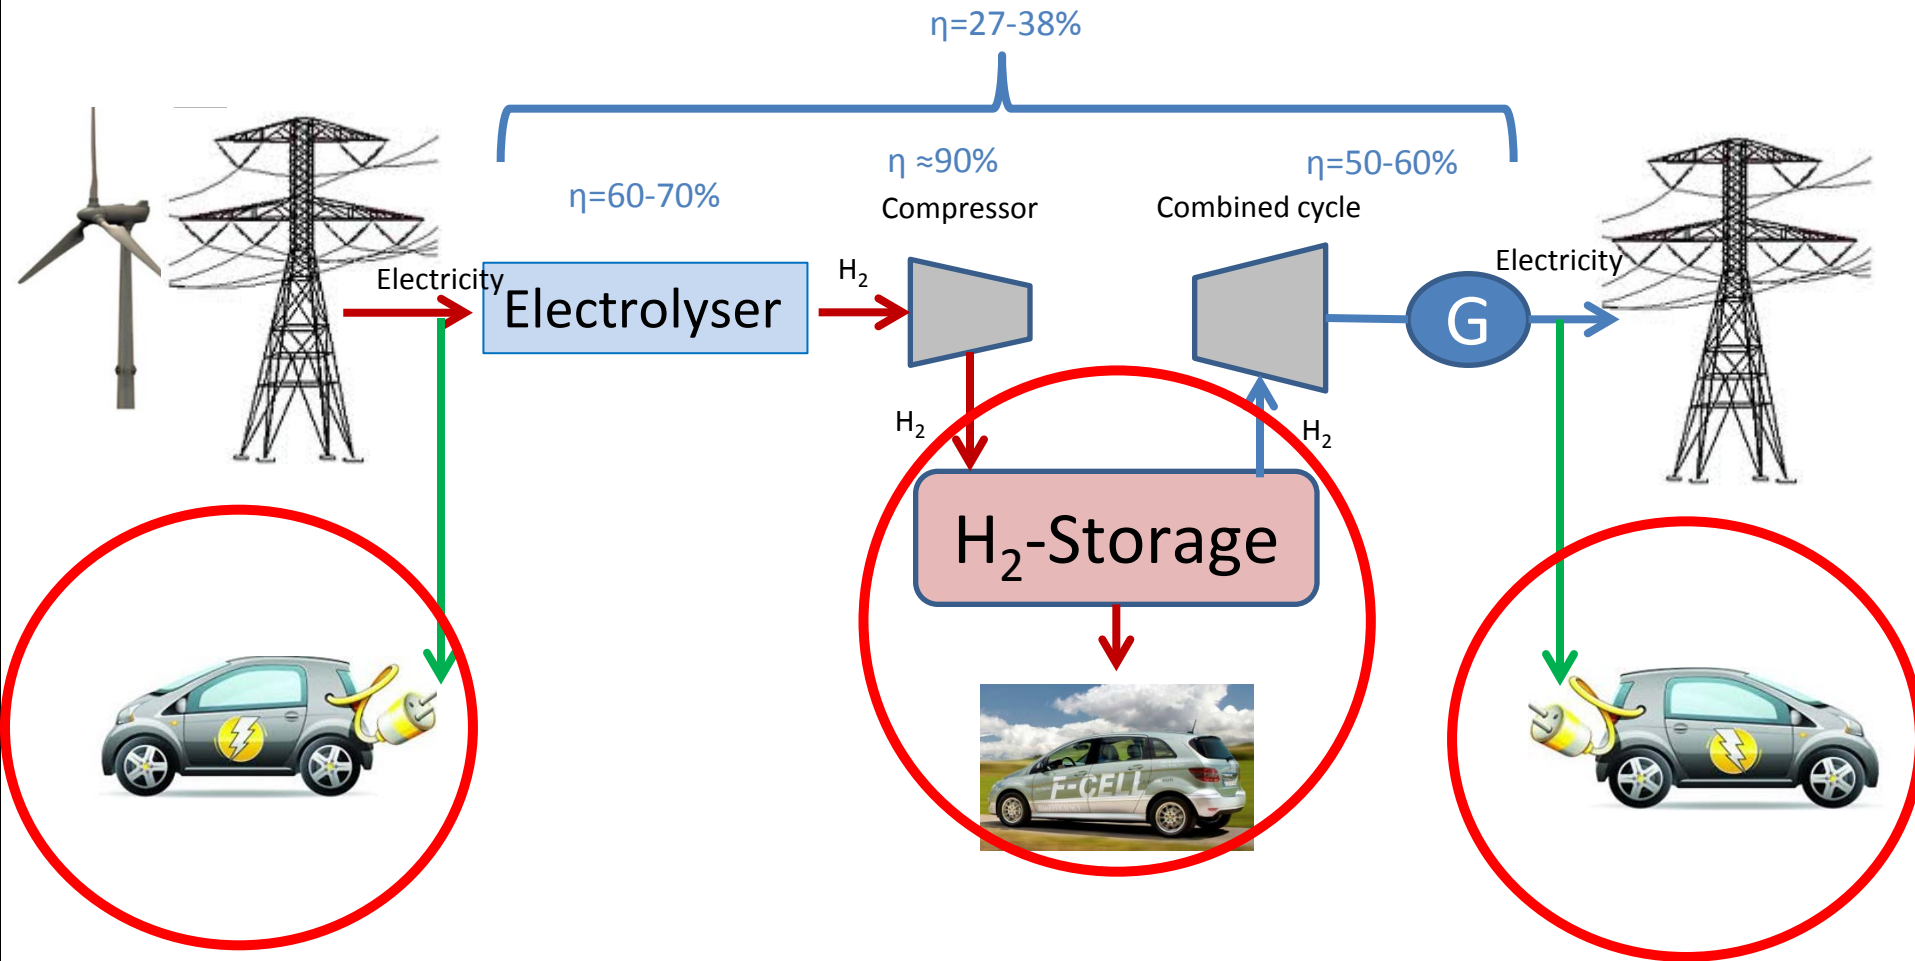 η=27-38%
η=60-70%
η ≈90%
Compressor
η=50-60%
Combined cycle
Electricity
Electrolyser
H₂
G
Electricity
H₂
H₂
H₂-Storage
F-CELL